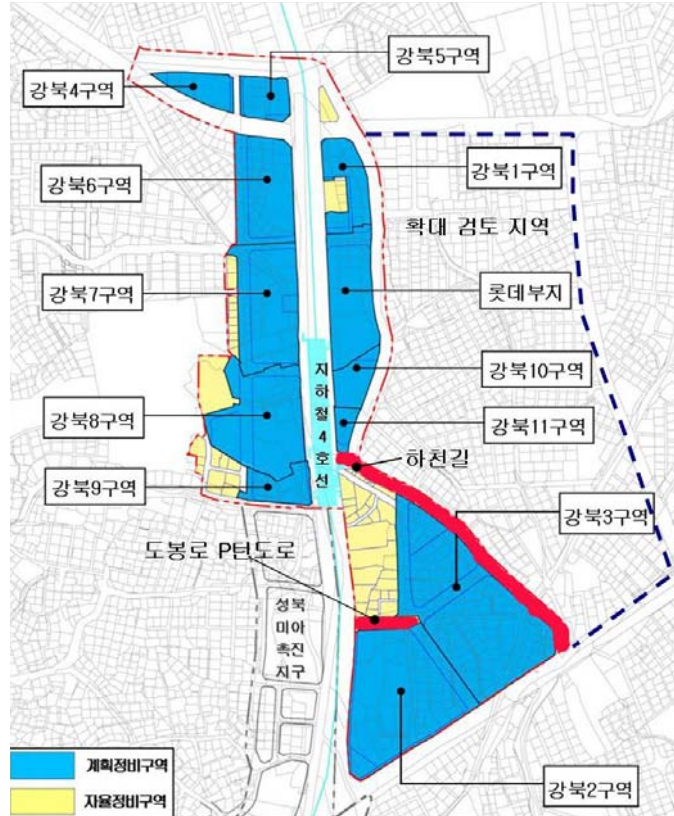 강북5구역
강북4구역
강북1구역
강북6구역
확대 검토 지역
강북7구역
롯데부지
강북10구역
지하철4호선
강북8구역
강북11구역
하천길
강북9구역
강북3구역
도봉로 P턴도로
성북
미아
촉진
지구
계획정비구역
강북2구역
자율정비구역